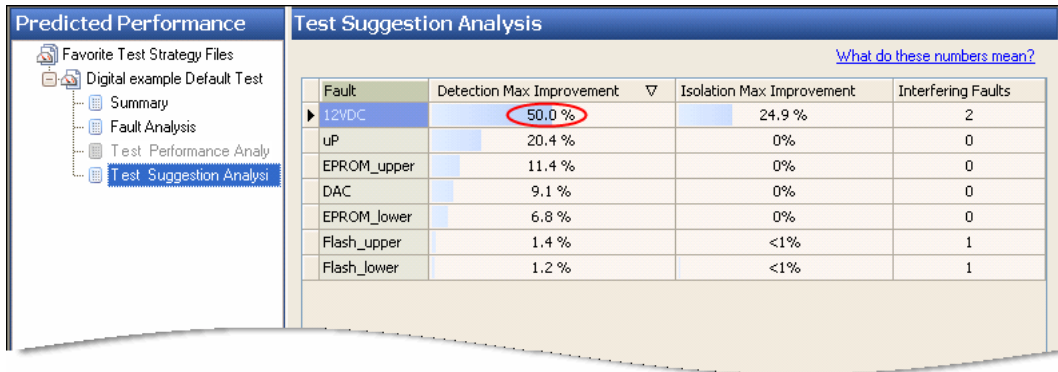 Predicted Performance
Test Suggestion Analysis
Favorite Test Strategy Files
Digital example Default Test
Summary
Fault Analysis
Test Performance Analy
Test Suggestion Analysi
What do these numbers mean?
Fault Detection Max Improvement Isolation Max Improvement Interfering Faults
12VDC 50.0 % 24.9 % 2
uP 20.4 % 0% 0
EPROM_upper 11.4 % 0% 0
DAC 9.1 % 0% 0
EPROM_lower 6.8 % 0% 0
Flash_upper 1.4 % <1% 1
Flash_lower 1.2 % <1% 1